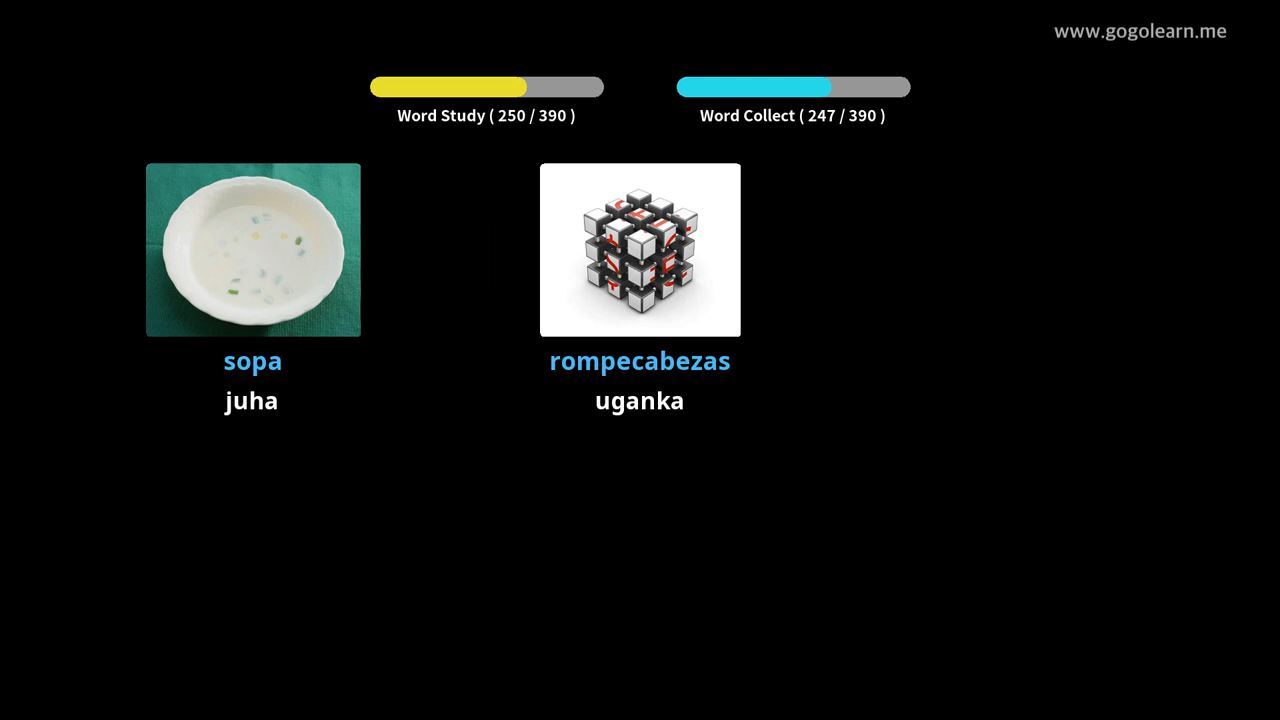 www.gogolearn.me
Word Study ( 250 / 390 )
Word Collect ( 247 / 390 )
sopa
juha
rompecabezas
uganka